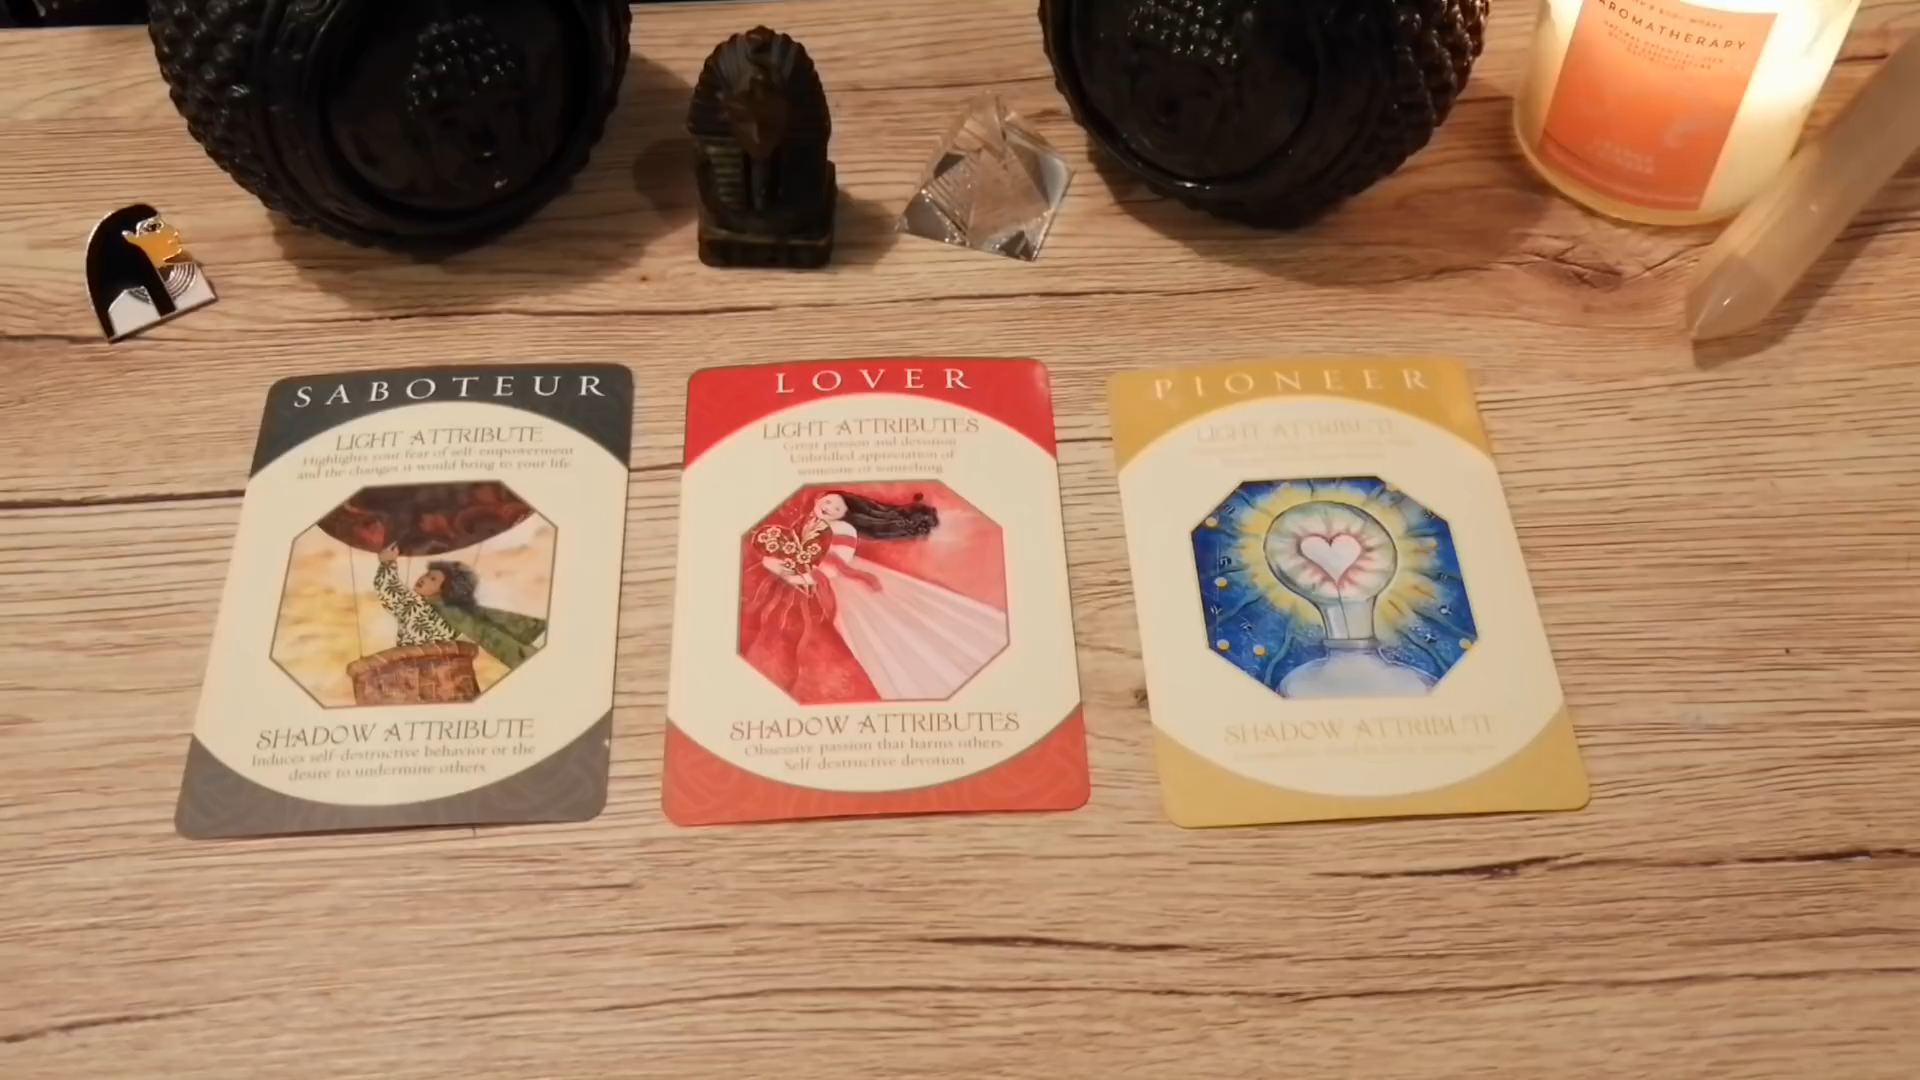 AROMATHERAPY
SABOTEUR
LIGHT ATTRIBUTE
Highlights your fear of self-empowerment
and the changes it would bring to your life.
SHADOW ATTRIBUTE
Induces self-destructive behavior or the
desire to undermine others
LOVER
LIGHT ATTRIBUTES
Great passion and devotion
Unbridled appreciation of
someone or something
SHADOW ATTRIBUTES
Obsessive passion that harms others.
Self-destructive devotion.
PIONEER
LIGHT ATTRIBUTE
SHADOW ATTRIBUTE